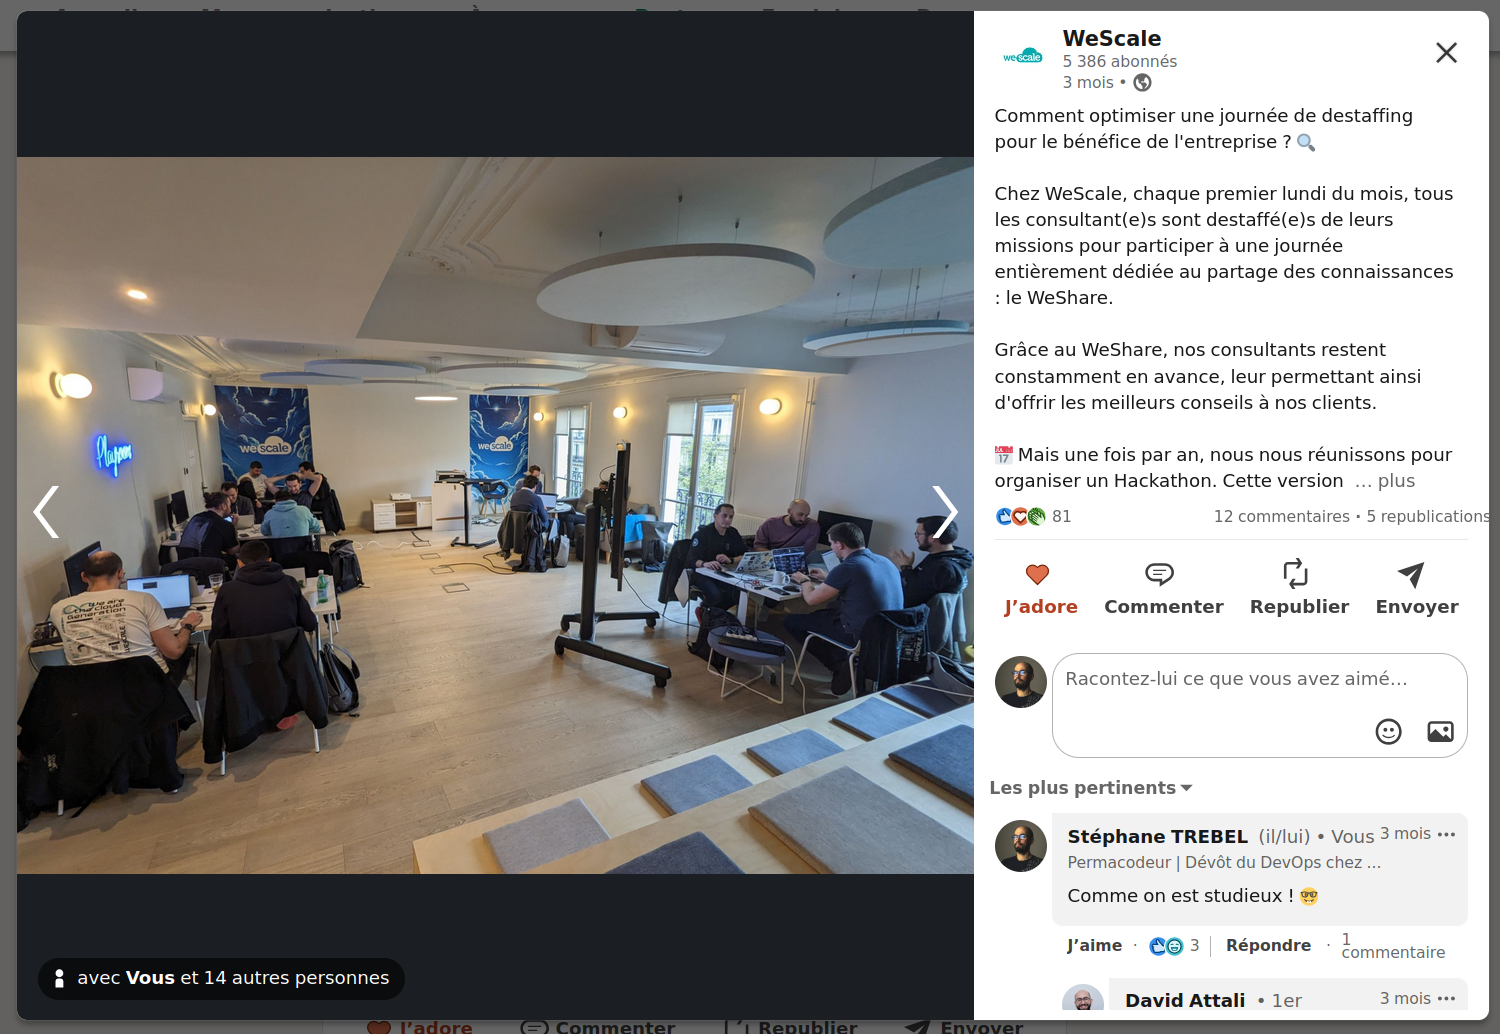 WeScale
5 386 abonnés
3 mois •
wescale
Comment optimiser une journée de destaffing
pour le bénéfice de l'entreprise ? 🔍
Chez WeScale, chaque premier lundi du mois, tous
les consultant(e)s sont destaffé(e)s de leurs
missions pour participer à une journée
entièrement dédiée au partage des connaissances
: le WeShare.
Grâce au WeShare, nos consultants restent
constamment en avance, leur permettant ainsi
d'offrir les meilleurs conseils à nos clients.
📅 Mais une fois par an, nous nous réunissons pour
organiser un Hackathon. Cette version … plus
81
12 commentaires • 5 republications
J’adore
Commenter
Republier
Envoyer
Racontez-lui ce que vous avez aimé…
Les plus pertinents
Stéphane TREBEL (il/lui) • Vous 3 mois •••
Permacodeur | Dévôt du DevOps chez ...
Comme on est studieux ! 🤓
J’aime · 3 | Répondre · 1 commentaire
David Attali • 1er 3 mois •••
wescale
wescale
Playroom
We are
the cloud
Generation
avec Vous et 14 autres personnes
J’adore
Commenter
Republier
Envoyer